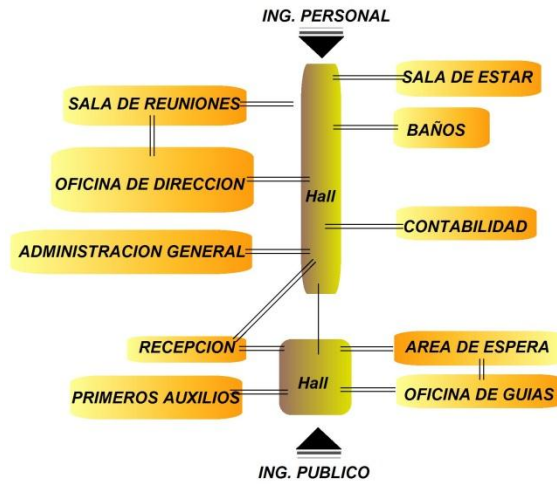 ING. PERSONAL
SALA DE ESTAR
SALA DE REUNIONES
BAÑOS
OFICINA DE DIRECCION
Hall
CONTABILIDAD
ADMINISTRACION GENERAL
RECEPCION
AREA DE ESPERA
Hall
PRIMEROS AUXILIOS
OFICINA DE GUIAS
ING. PUBLICO